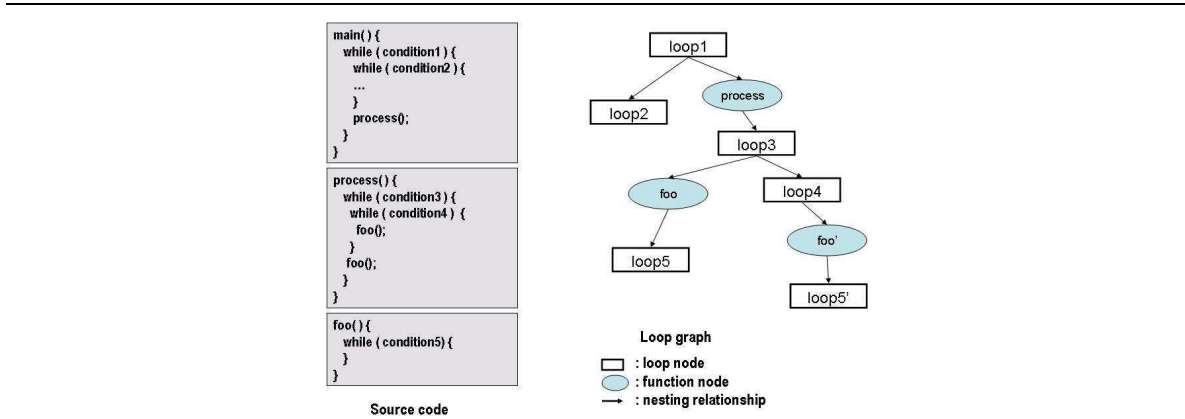 main( ) {
while ( condition1 ) {
while ( condition2 ) {
...
}
process();
}
}
process( ) {
while ( condition3 ) {
while ( condition4 ) {
foo();
}
foo();
}
}
foo( ) {
while ( condition5) {
}
}
Source code
loop1
process
loop2
loop3
foo
loop4
foo'
loop5
loop5'
Loop graph
: loop node
: function node
: nesting relationship